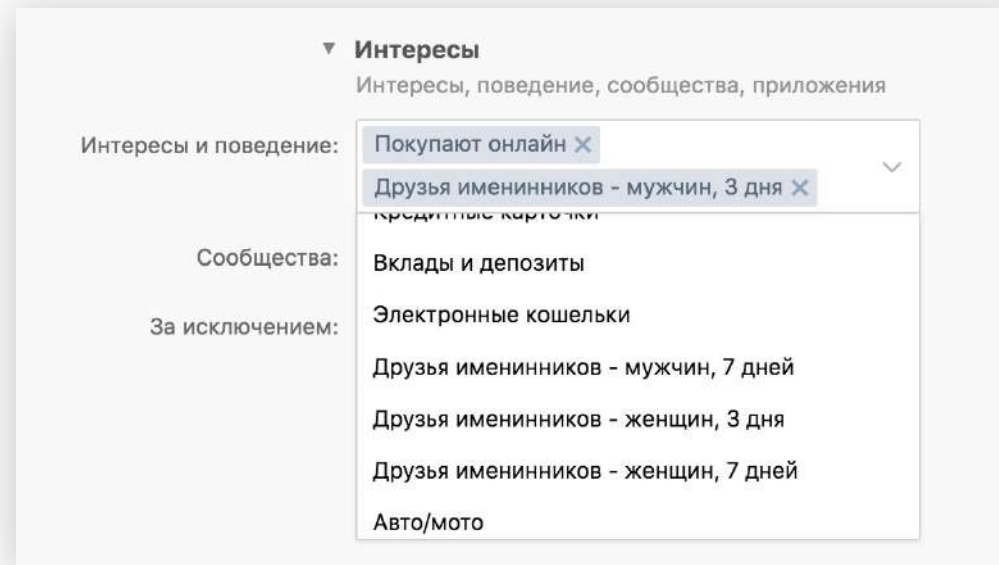 Интересы
Интересы, поведение, сообщества, приложения
Интересы и поведение:
Покупают онлайн
Друзья именинников - мужчин, 3 дня
Кредитные карточки
Сообщества:
Вклады и депозиты
Электронные кошельки
За исключением:
Друзья именинников - мужчин, 7 дней
Друзья именинников - женщин, 3 дня
Друзья именинников - женщин, 7 дней
Авто/мото